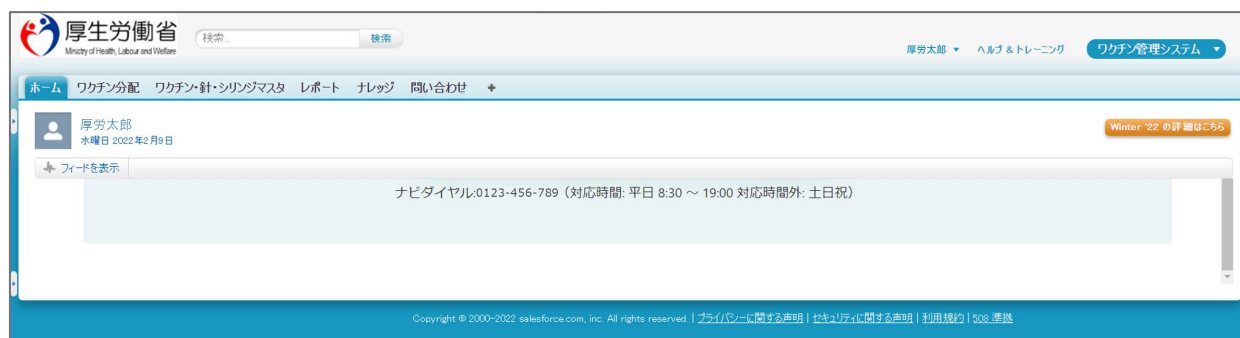 厚生労働省
Ministry of Health, Labour and Welfare
検索...
検索
厚労太郎
ヘルプ & トレーニング
ワクチン管理システム
ホーム ワクチン分配 ワクチン・針・シリンジマスタ レポート ナレッジ 問い合わせ +
厚労太郎
水曜日 2022年2月9日
Winter '22 の詳細はこちら
フィードを表示
ナビダイヤル:0123-456-789（対応時間: 平日 8:30 ～ 19:00 対応時間外: 土日祝）
Copyright © 2000-2022 salesforce.com, inc. All rights reserved. | プライバシーに関する声明 | セキュリティに関する声明 | 利用規約 | 508 準拠